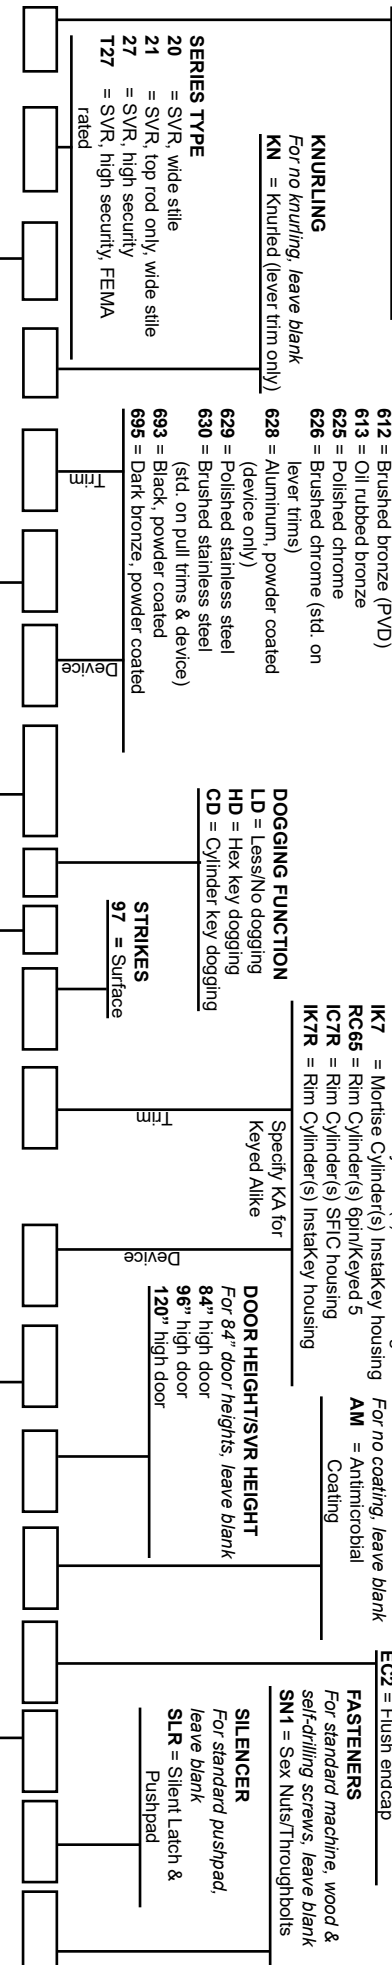 SERIES TYPE
20 = SVR, wide stile
21 = SVR, top rod only, wide stile
27 = SVR, high security
T27 = SVR, high security, FEMA
rated
KNURLING
For no knurling, leave blank
KN = Knurled (lever trim only)
612 = Brushed bronze (PVD)
613 = Oil rubbed bronze
625 = Polished chrome
626 = Brushed chrome (std. on
lever trims)
628 = Aluminum, powder coated
(device only)
629 = Polished stainless steel
630 = Brushed stainless steel
(std. on pull trims & device)
693 = Black, powder coated
695 = Dark bronze, powder coated
Trim
Device
DOGGING FUNCTION
LD = Less/No dogging
HD = Hex key dogging
CD = Cylinder key dogging
STRIKES
97 = Surface
IK7 = Mortise Cylinder(s) InstaKey housing
RC65 = Rim Cylinder(s) 6pin/Keyed 5
IC7R = Rim Cylinder(s) SFIC housing
IK7R = Rim Cylinder(s) InstaKey housing
Specify KA for
Keyed Alike
Trim
Device
DOOR HEIGHT/SVR HEIGHT
For 84” door heights, leave blank
84” high door
96” high door
120” high door
For no coating, leave blank
AM = Antimicrobial
Coating
EC2 = Flush endcap
FASTENERS
For standard machine, wood &
self-drilling screws, leave blank
SN1 = Sex Nuts/Throughbolts
SILENCER
For standard pushpad,
leave blank
SLR = Silent Latch &
Pushpad